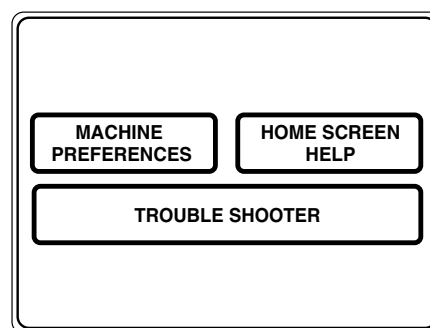 MACHINE
PREFERENCES
HOME SCREEN
HELP
TROUBLE SHOOTER